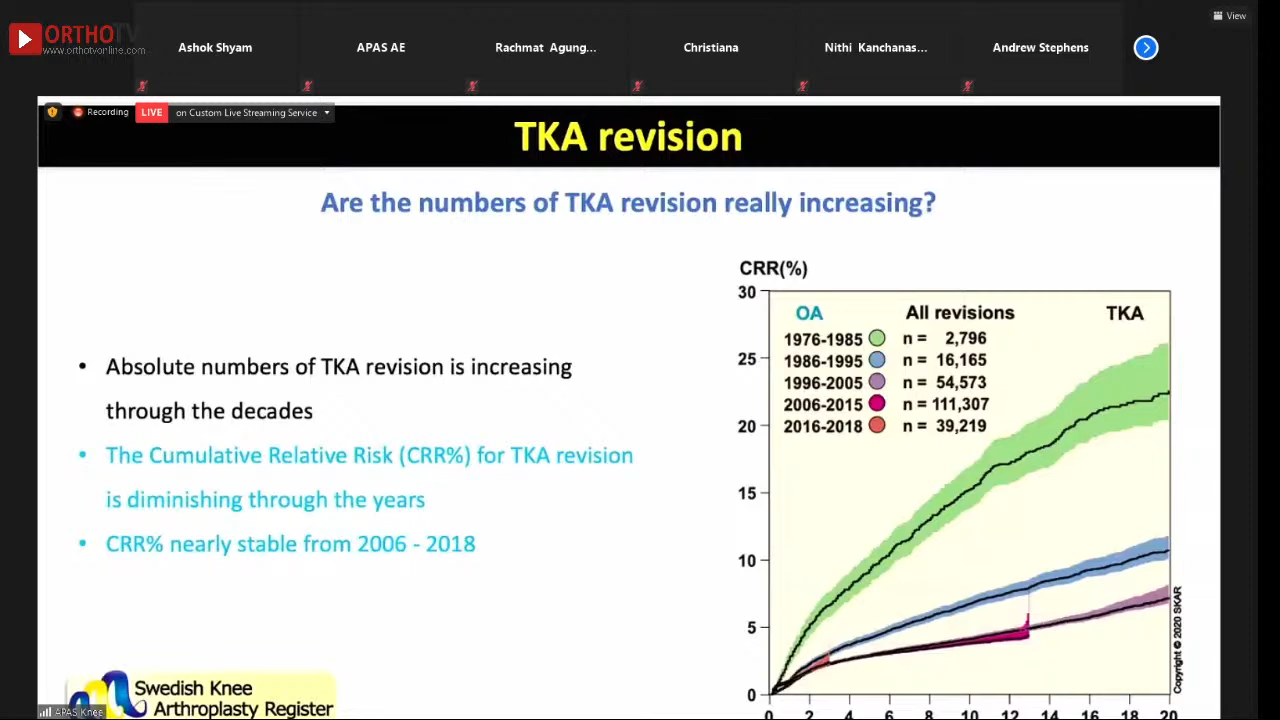 ORTHOTV
www.orthotvonline.com
Ashok Shyam
APAS AE
Rachmat Agung...
Christiana
Nithi Kanchanas...
Andrew Stephens
View
Recording
LIVE
on Custom Live Streaming Service
TKA revision
Are the numbers of TKA revision really increasing?
• Absolute numbers of TKA revision is increasing
through the decades
• The Cumulative Relative Risk (CRR%) for TKA revision
is diminishing through the years
• CRR% nearly stable from 2006 - 2018
CRR(%)
OA All revisions TKA
1976-1985 n = 2,796
1986-1995 n = 16,165
1996-2005 n = 54,573
2006-2015 n = 111,307
2016-2018 n = 39,219
30
25
20
15
10
5
0
0 2 4 6 8 10 12 14 16 18 20
Copyright © 2020 SKAR
Swedish Knee
Arthroplasty Register
APAS Knee